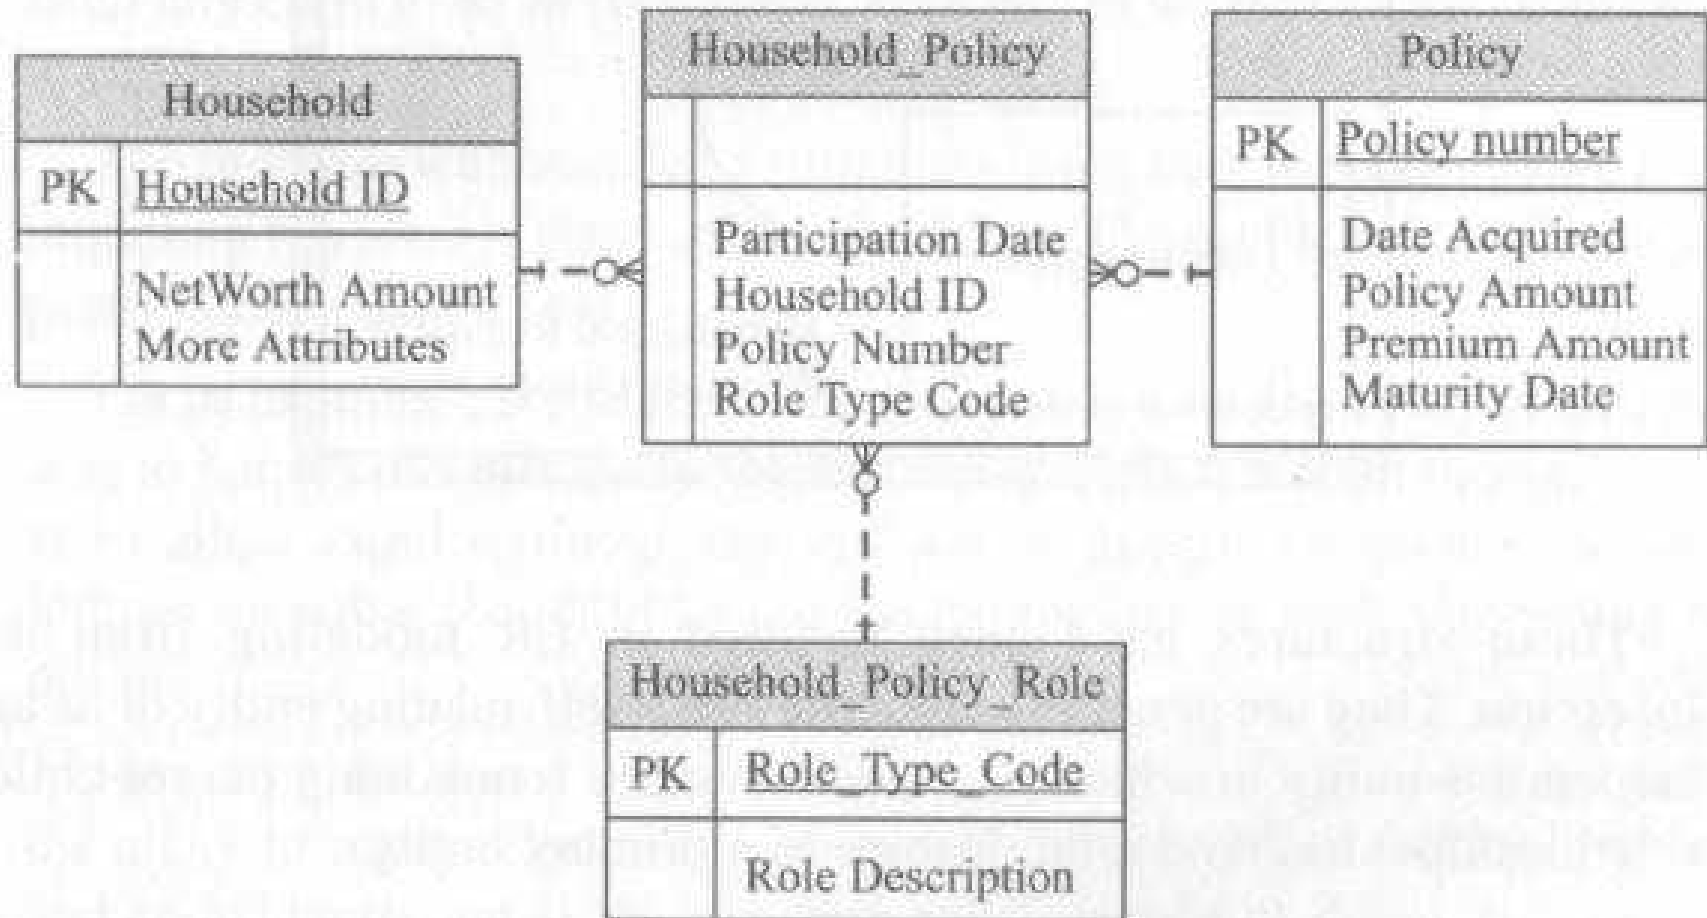 Household
PK Household ID
NetWorth Amount
More Attributes
Household_Policy
Participation Date
Household ID
Policy Number
Role Type Code
Policy
PK Policy number
Date Acquired
Policy Amount
Premium Amount
Maturity Date
Household_Policy_Role
PK Role_Type_Code
Role Description